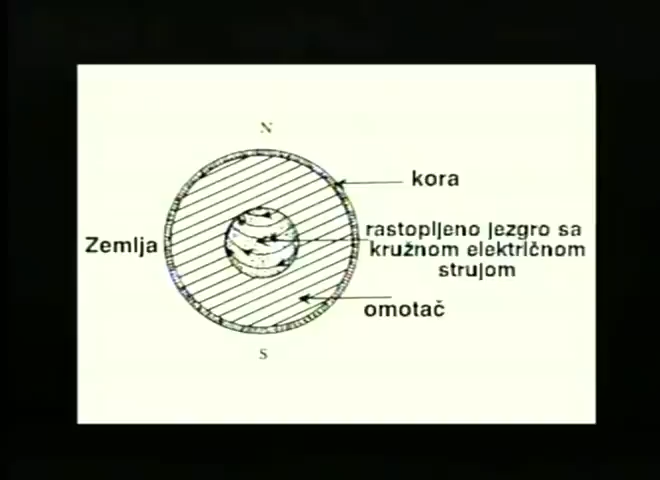 N
kora
rastopljeno jezgro sa
kružnom električnom
strujom
Zemlja
omotač
S